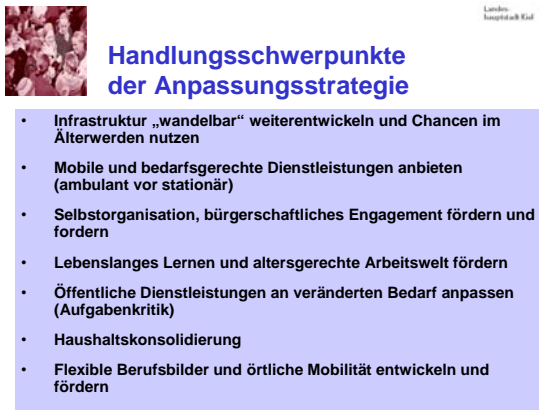 Landes-
hauptstadt Kiel
Handlungsschwerpunkte
der Anpassungsstrategie
• Infrastruktur „wandelbar“ weiterentwickeln und Chancen im
Älterwerden nutzen
• Mobile und bedarfsgerechte Dienstleistungen anbieten
(ambulant vor stationär)
• Selbstorganisation, bürgerschaftliches Engagement fördern und
fordern
• Lebenslanges Lernen und altersgerechte Arbeitswelt fördern
• Öffentliche Dienstleistungen an veränderten Bedarf anpassen
(Aufgabenkritik)
• Haushaltskonsolidierung
• Flexible Berufsbilder und örtliche Mobilität entwickeln und
fördern